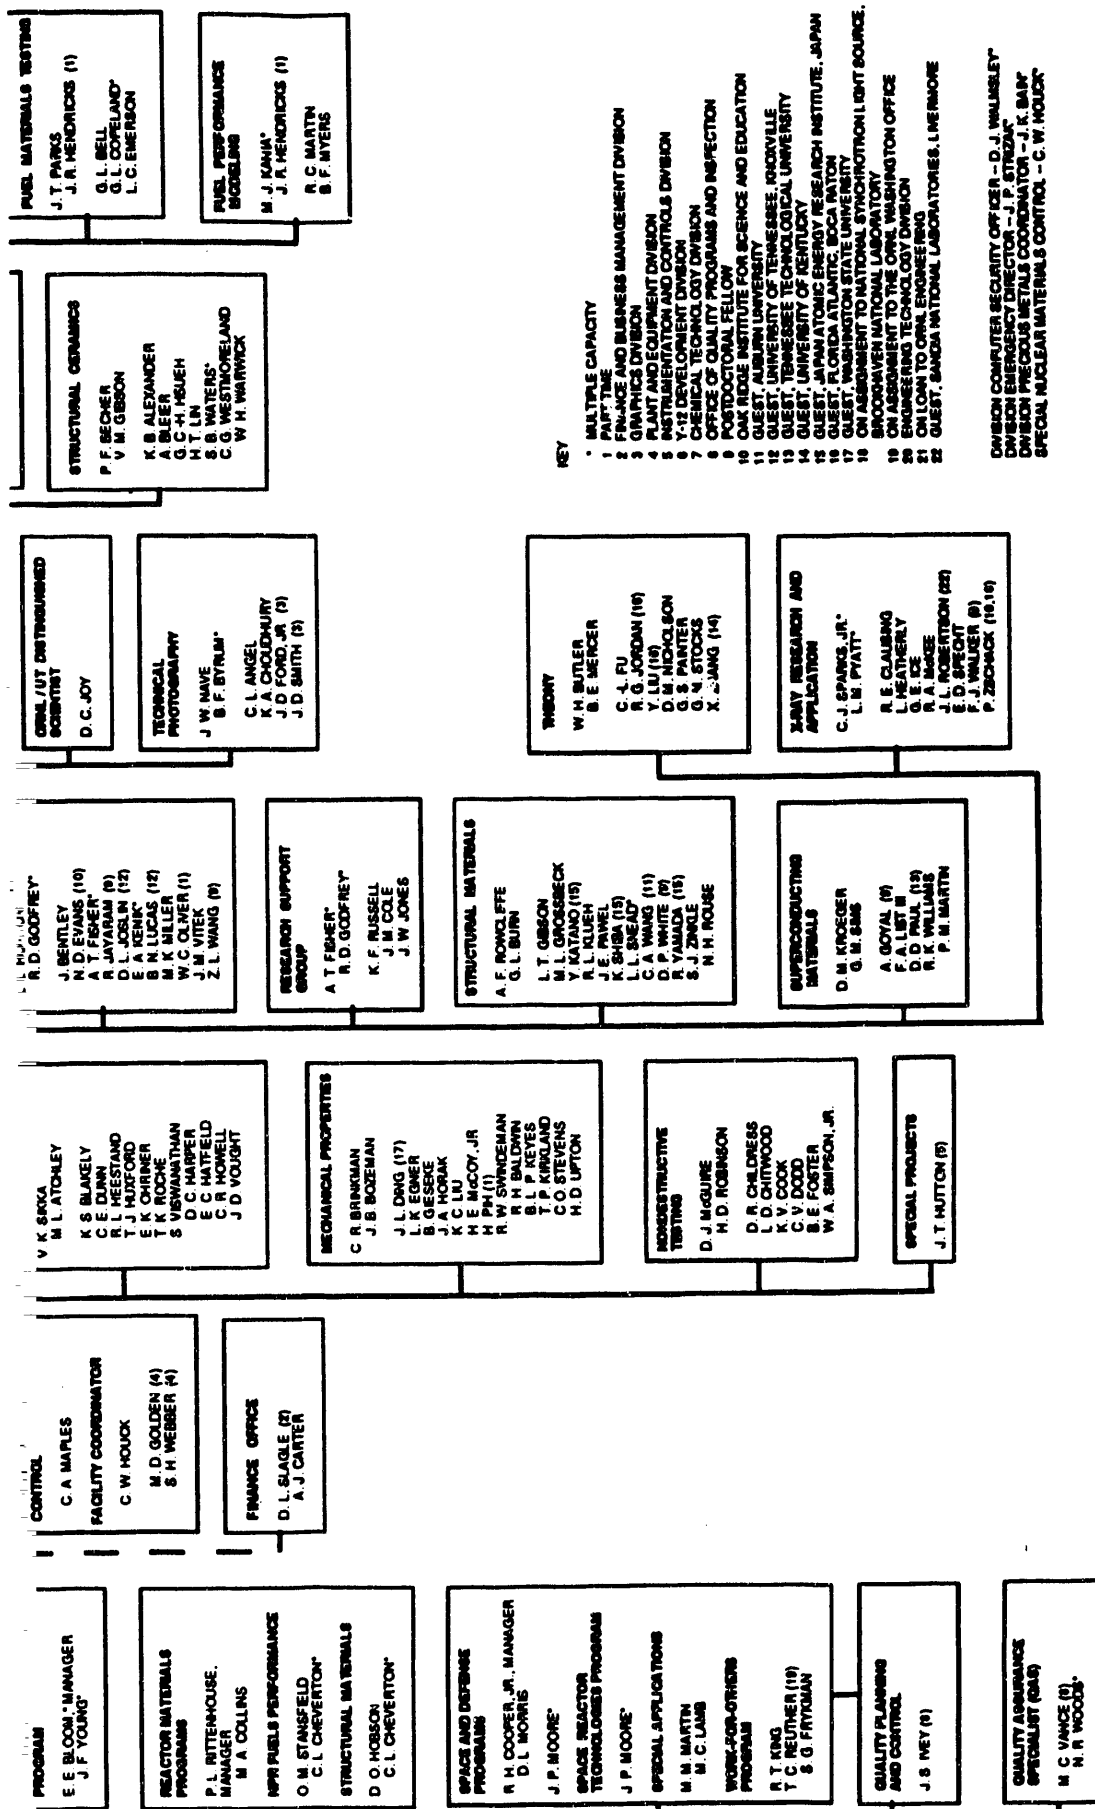 PROGRAM
E. E. BLOOM,* MANAGER
J. F. YOUNG*
REACTOR MATERIALS
PROGRAMS
P. L. RITTENHOUSE,
MANAGER
M A COLLINS
NPR FUELS PERFORMANCE
O. M. STANSFIELD
C. L. CHEVERTON*
STRUCTURAL MATERIALS
D O. HOBSON
C. L. CHEVERTON*
SPACE AND DEFENSE
PROGRAMS
R H. COOPER, JR., MANAGER
D. L. MORRIS
J. P. MOORE*
SPACE REACTOR
TECHNOLOGIES PROGRAM
J P. MOORE*
SPECIAL APPLICATIONS
M. M. MARTIN
M. C. LAMB
WORK-FOR-OTHERS
PROGRAM
R. T. KING
T C. REUTHER (19)
S. G. FRYKMAN
QUALITY PLANNING
AND CONTROL
J. S. IVEY (8)
QUALITY ASSURANCE
SPECIALIST (QAS)
M C. VANCE (8)
N. R WOODS*
CONTROL
C. A. MAPLES
FACILITY COORDINATOR
C. W. HOUCK
M. D. GOLDEN (4)
S. H. WEBBER (4)
FINANCE OFFICE
D. L. SLAGLE (2)
A. J. CARTER
V K SIKKA
M. L. ATCHLEY
K S BLAKELY
C E. DUNN
R. L HEESTAND
T. J HUXFORD
E K OHRINER
T K ROCHE
S VISWANATHAN
D C. HARPER
E C HATFIELD
C. R HOWELL
J D VOUGHT
MECHANICAL PROPERTIES
C R. BRINKMAN
J. B. BOZEMAN
J. L. DING (17)
L. K EGNER
B. GIESEKE
J. A HORAK
K C. LIU
H E McCOY, JR
H PIH (1)
R. W SWINDEMAN
R H BALDWIN
B. L P KEYES
T. P. KIRKLAND
C O. STEVENS
H. D UPTON
NONDESTRUCTIVE
TESTING
D. J. McGUIRE
H. D. ROBINSON
D. R. CHILDRESS
L. D. CHITWOOD
K. V. COOK
C. V. DODD
B. E. FOSTER
W. A. SIMPSON, JR.
SPECIAL PROJECTS
J. T. HUTTON (5)
R. D. GODFREY*
J. BENTLEY
N. D. EVANS (10)
A T. FISHER*
R. JAYARAM (9)
D. L. JOSLIN (12)
E A KENIK*
B N. LUCAS (12)
M. K. MILLER
W. C. OLIVER (1)
J. M. VITEK
Z. L. WANG (9)
RESEARCH SUPPORT
GROUP
A T FISHER*
R. D. GODFREY*
K. F. RUSSELL
J. M. COLE
J. W JONES
STRUCTURAL MATERIALS
A. F. ROWCLIFFE
G. L. BURN
L. T. GIBSON
M. L. GROSSBECK
Y. KATANO (15)
R. L. KLUEH
J. E. PAWEL
K. SHIBA (15)
L. L. SNEAD*
C. A. WANG (11)
D. P. WHITE (9)
R. YAMADA (15)
S. J. ZINKLE
N. H. ROUSE
SUPERCONDUCTING
MATERIALS
D. M. KROEGER
G. M. SIMS
A. GOYAL (9)
F. A. LIST III
D. D. PAUL (13)
R. K. WILLIAMS
P. M. MARTIN
ORNL / UT DISTINGUISHED
SCIENTIST
D. C. JOY
TECHNICAL
PHOTOGRAPHY
J. W. NAVE
B. F. BYRUM*
C. L. ANGEL
K. A. CHOUDHURY
J. D. FORD, JR (3)
J. D. SMITH (3)
THEORY
W. H. BUTLER
B. E. MERCER
C. -L. FU
R. G. JORDAN (16)
Y. LIU (16)
D. M. NICHOLSON
G. S. PAINTER
G. M. STOCKS
(14)
X-RAY RESEARCH AND
APPLICATION
C. J. SPARKS, JR.*
L. M. PYATT*
R. E. CLAUSING
L. HEATHERLY
G. E. ICE
R. A. McKEE
J. L. ROBERTSON (22)
E. D. SPECHT
F. J. WALKER (9)
P. ZSCHACK (10,18)
STRUCTURAL CERAMICS
P. F. BECHER
V. M. GIBSON
K. B. ALEXANDER
A. BLEIER
G. C.-H. HSUEH
H. T. LIN
S. B. WATERS*
C. G. WESTMORELAND
W. H. WARWICK
FUEL MATERIALS TESTING
J. T. PARKS
J. R. HENDRICKS (1)
G. L. BELL
G. L. COPELAND*
L. C. EMERSON
FUEL PERFORMANCE
MODELING
M. J. KANIA*
J. R. HENDRICKS (1)
R. C. MARTIN
B. F. MYERS
KEY
* MULTIPLE CAPACITY
1 PART TIME
2 FINANCE AND BUSINESS MANAGEMENT DIVISION
3 GRAPHICS DIVISION
4 PLANT AND EQUIPMENT DIVISION
5 INSTRUMENTATION AND CONTROLS DIVISION
6 Y-12 DEVELOPMENT DIVISION
7 CHEMICAL TECHNOLOGY DIVISION
8 OFFICE OF QUALITY PROGRAMS AND INSPECTION
9 POSTDOCTORAL FELLOW
10 OAK RIDGE INSTITUTE FOR SCIENCE AND EDUCATION
11 GUEST, AUBURN UNIVERSITY
12 GUEST, UNIVERSITY OF TENNESSEE, KNOXVILLE
13 GUEST, TENNESSEE TECHNOLOGICAL UNIVERSITY
14 GUEST, UNIVERSITY OF KENTUCKY
15 GUEST, JAPAN ATOMIC ENERGY RESEARCH INSTITUTE, JAPAN
16 GUEST, FLORIDA ATLANTIC, BOCA RATON
17 GUEST, WASHINGTON STATE UNIVERSITY
18 ON ASSIGNMENT TO NATIONAL SYNCHROTRON LIGHT SOURCE,
BROOKHAVEN NATIONAL LABORATORY
19 ON ASSIGNMENT TO THE ORNL WASHINGTON OFFICE
20 ENGINEERING TECHNOLOGY DIVISION
21 ON LOAN TO ORNL ENGINEERING
22 GUEST, SANDIA NATIONAL LABORATORIES, LIVERMORE
DIVISION COMPUTER SECURITY OFFICER – D. J. WALMSLEY*
DIVISION EMERGENCY DIRECTOR – J. P. STRIZAK*
DIVISION PRECIOUS METALS COORDINATOR – J. K. BAIN*
SPECIAL NUCLEAR MATERIALS CONTROL – C. W. HOUCK*